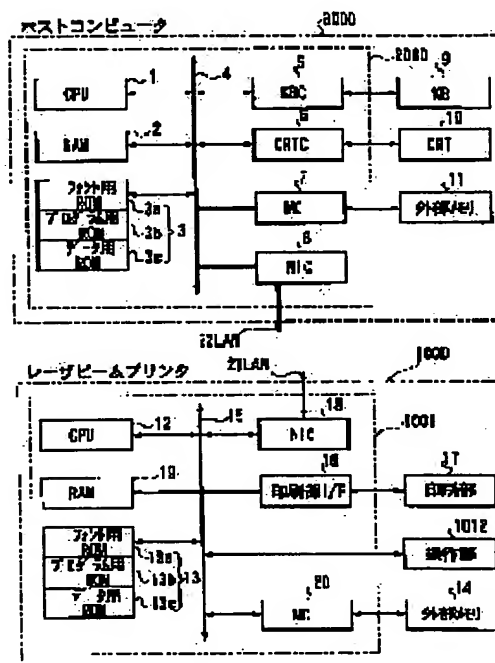 ホストコンピュータ
2000
1
4
5
2080
9
CPU
KBC
KB
2
6
10
RAM
CRTC
CRT
7
11
フォント用
ROM
3a
MC
外部メモリ
プログラム用
ROM
3b
3
8
データ用
ROM
3c
NIC
21LAN
レーザビームプリンタ
21LAN
1000
12
15
18
1001
CPU
NIC
19
16
17
RAM
印刷部I/F
印刷部
1012
フォント用
ROM
13a
操作部
プログラム用
ROM
13b
13
20
14
データ用
ROM
13c
MC
外部メモリ